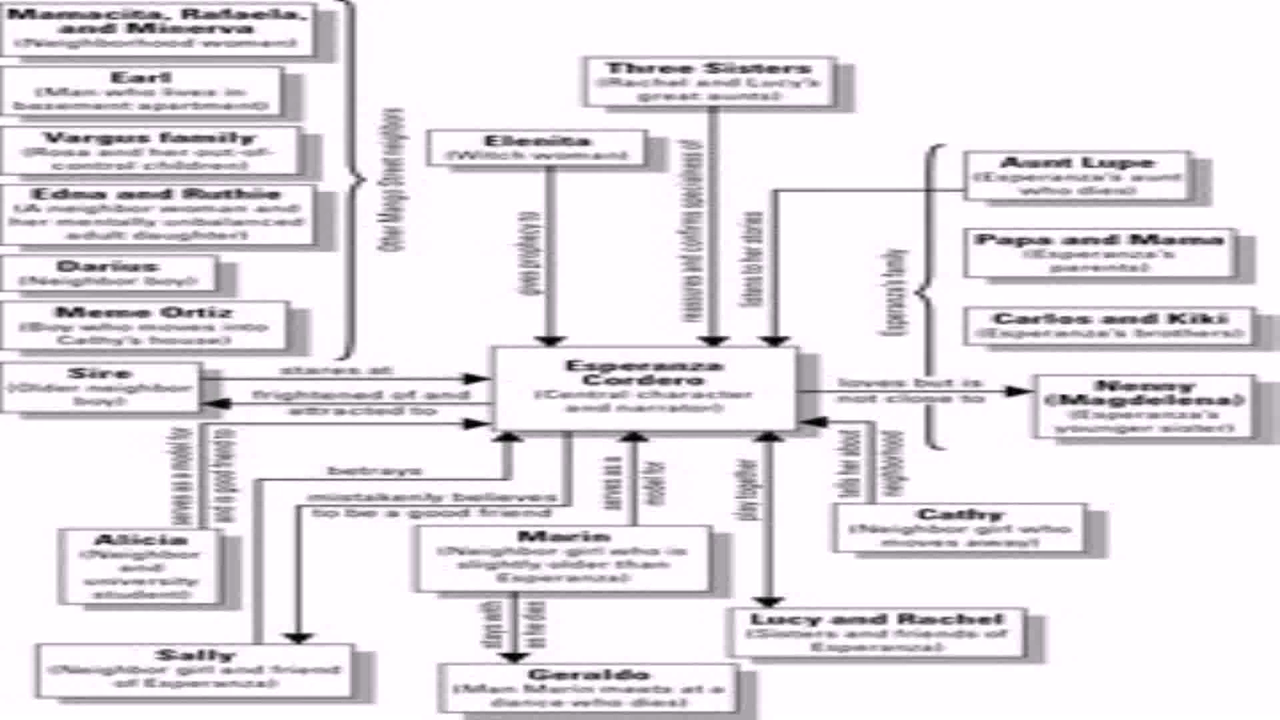 Mamacita, Rafaela,
and Minerva
(Neighborhood women)
Earl
(Man who lives in
basement apartment)
Vargus family
(Rosa and her out-of-
control children)
Edna and Ruthie
(A neighbor woman and
her mentally unbalanced
adult daughter)
Darius
(Neighbor boy)
Meme Ortiz
(Boy who moves into
Cathy's house)
Other Mango Street neighbors
Three Sisters
(Rachel and Lucy's
great aunts)
Elenita
(Witch woman)
gives prophecy to
reassures and confirms specialness of
listens to her stories
Aunt Lupe
(Esperanza's aunt
who dies)
Papa and Mama
(Esperanza's
parents)
Carlos and Kiki
(Esperanza's brothers)
Esperanza's family
Nenny
(Magdelena)
(Esperanza's
younger sister)
Sire
(Older neighbor
boy)
stares at
frightened of and
attracted to
Esperanza
Cordero
(Central character
and narrator)
loves but is
not close to
serves as a model for
and a good friend to
betrays
mistakenly believes
to be a good friend
serves as a
model for
play together
tells her about
neighborhood
Alicia
(Neighbor
and
university
student)
Marin
(Neighbor girl who is
slightly older than
Esperanza)
Cathy
(Neighbor girl who
moves away)
stays with
as he dies
Lucy and Rachel
(Sisters and friends of
Esperanza)
Sally
(Neighbor girl and friend
of Esperanza)
Geraldo
(Man Marin meets at a
dance who dies)